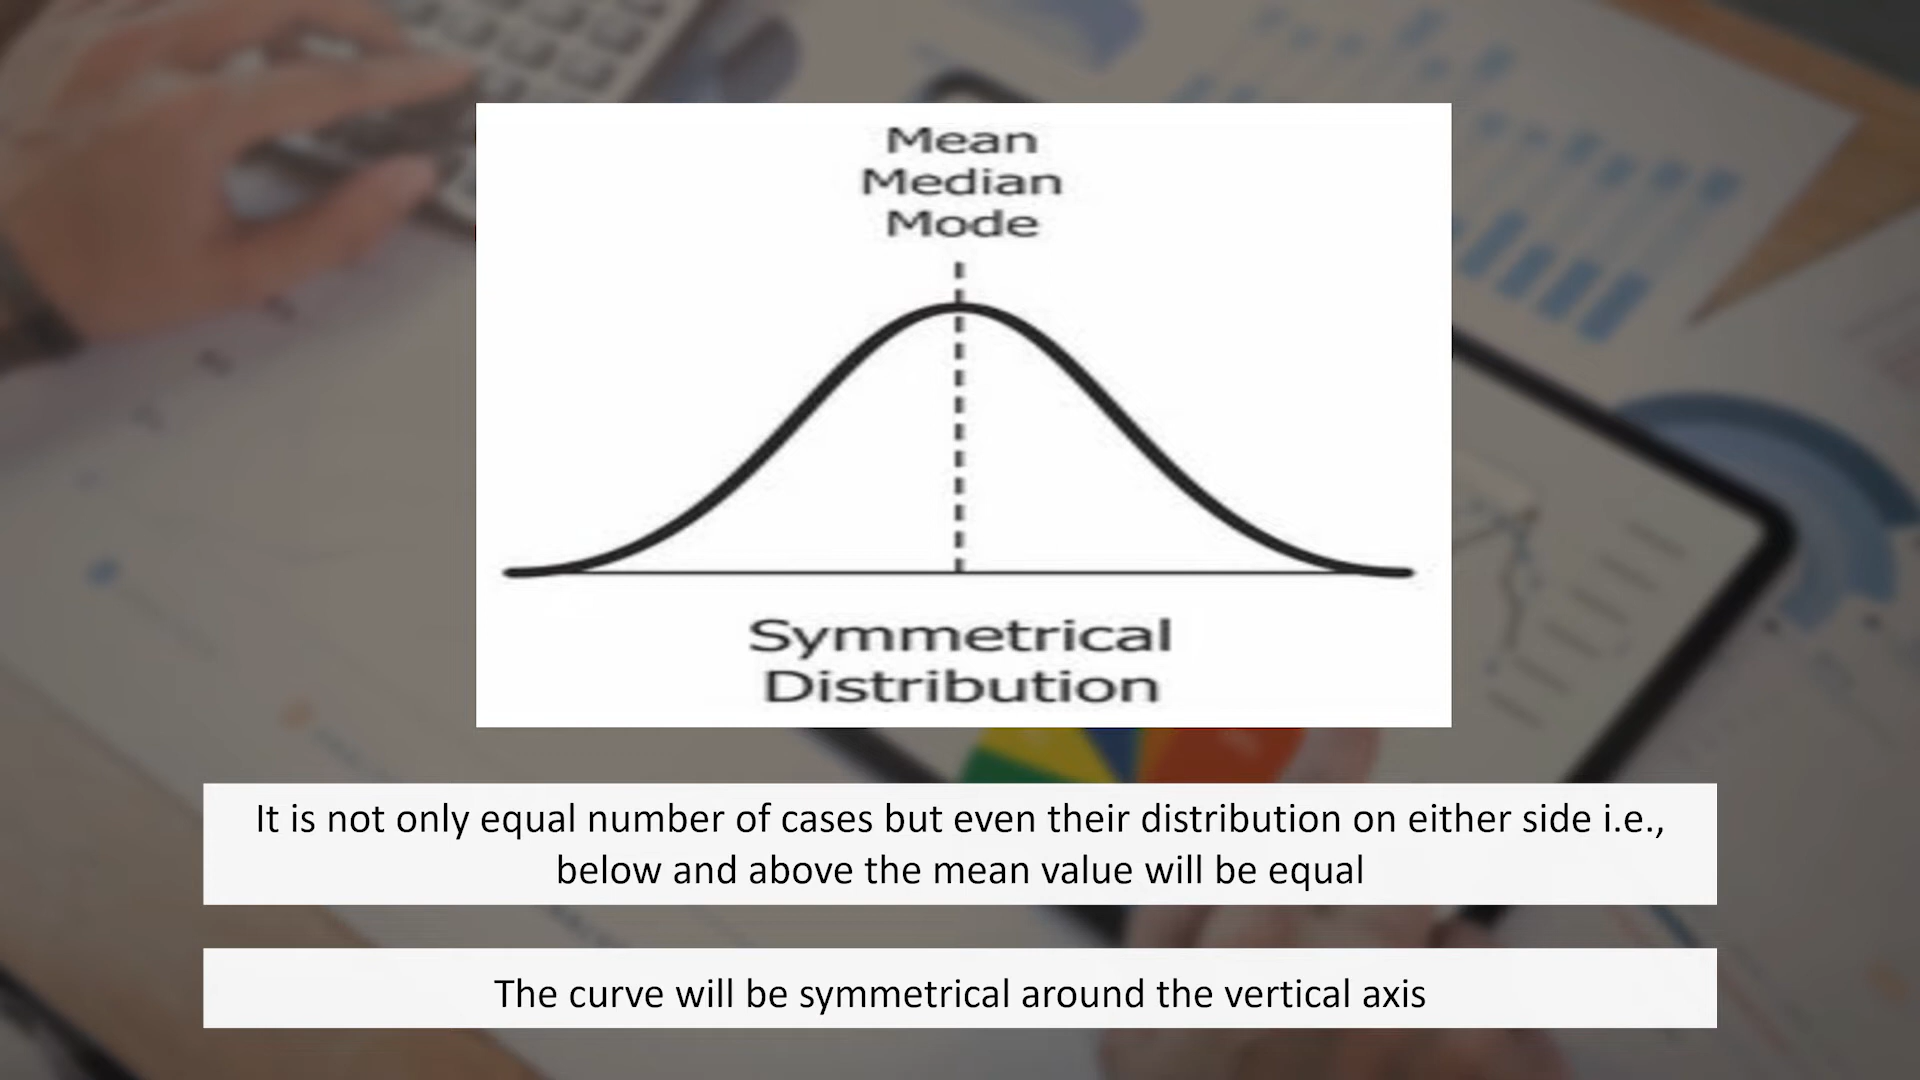 Mean
Median
Mode
Symmetrical
Distribution
It is not only equal number of cases but even their distribution on either side i.e.,
below and above the mean value will be equal
The curve will be symmetrical around the vertical axis